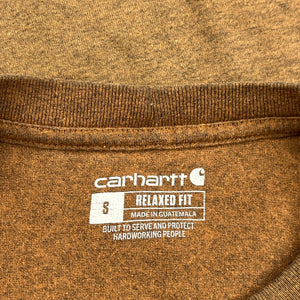 carhartt
S RELAXED FIT
MADE IN GUATEMALA
BUILT TO SERVE AND PROTECT
HARDWORKING PEOPLE